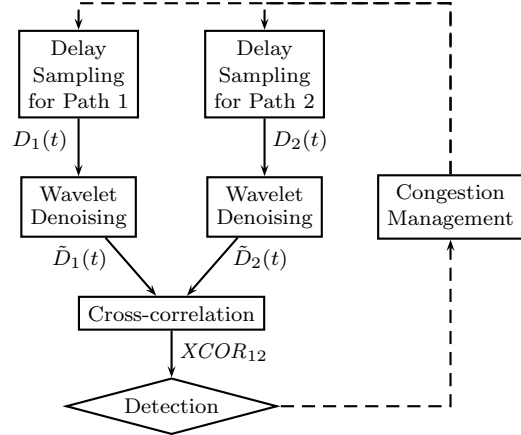 Delay
Sampling
for Path 1
Delay
Sampling
for Path 2
D₁(t)
D₂(t)
Wavelet
Denoising
Wavelet
Denoising
Congestion
Management
D̃₁(t)
D̃₂(t)
Cross-correlation
XCOR₁₂
Detection